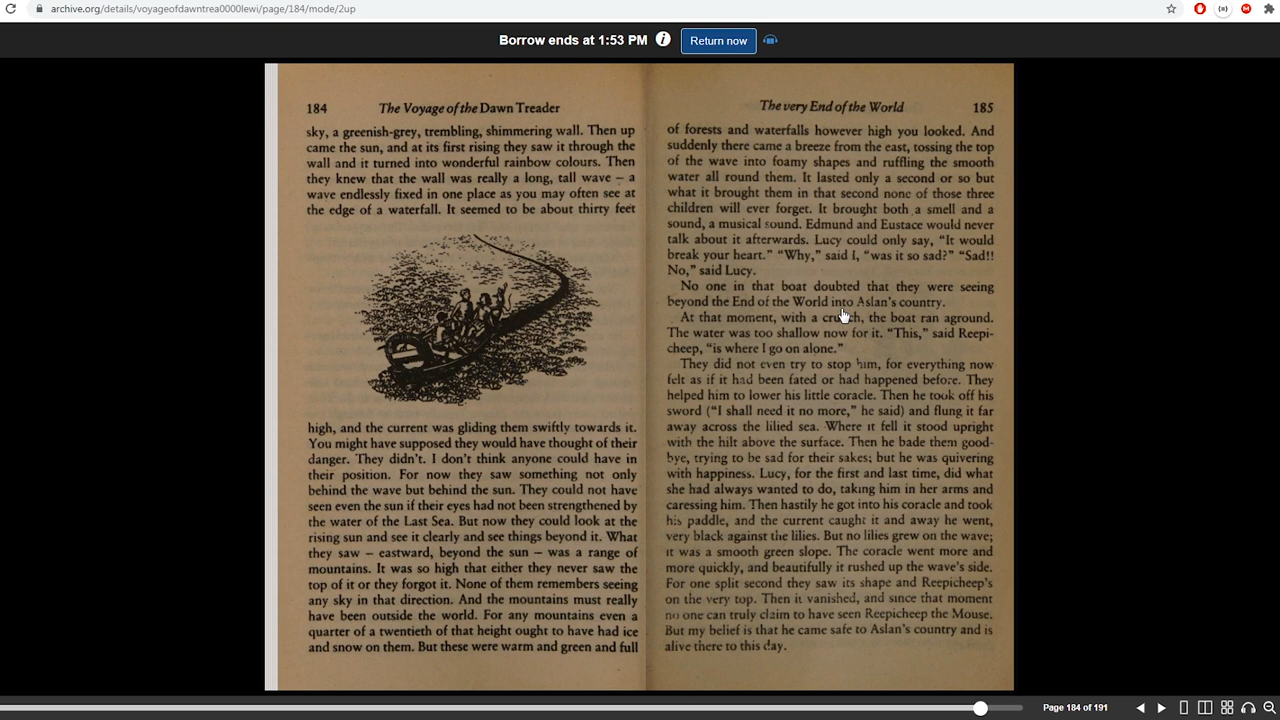 archive.org/details/voyageofdawntrea0000lewi/page/184/mode/2up
Borrow ends at 1:53 PM
Return now
184 The Voyage of the Dawn Treader
sky, a greenish-grey, trembling, shimmering wall. Then up
came the sun, and at its first rising they saw it through the
wall and it turned into wonderful rainbow colours. Then
they knew that the wall was really a long, tall wave – a
wave endlessly fixed in one place as you may often see at
the edge of a waterfall. It seemed to be about thirty feet
high, and the current was gliding them swiftly towards it.
You might have supposed they would have thought of their
danger. They didn't. I don't think anyone could have in
their position. For now they saw something not only
behind the wave but behind the sun. They could not have
seen even the sun if their eyes had not been strengthened by
the water of the Last Sea. But now they could look at the
rising sun and see it clearly and see things beyond it. What
they saw – eastward, beyond the sun – was a range of
mountains. It was so high that either they never saw the
top of it or they forgot it. None of them remembers seeing
any sky in that direction. And the mountains must really
have been outside the world. For any mountains even a
quarter of a twentieth of that height ought to have had ice
and snow on them. But these were warm and green and full
The very End of the World 185
of forests and waterfalls however high you looked. And
suddenly there came a breeze from the east, tossing the top
of the wave into foamy shapes and ruffling the smooth
water all round them. It lasted only a second or so but
what it brought them in that second none of those three
children will ever forget. It brought both a smell and a
sound, a musical sound. Edmund and Eustace would never
talk about it afterwards. Lucy could only say, "It would
break your heart." "Why," said I, "was it so sad?" "Sad!!
No," said Lucy.
No one in that boat doubted that they were seeing
beyond the End of the World into Aslan's country.
At that moment, with a crunch, the boat ran aground.
The water was too shallow now for it. "This," said Reepi-
cheep, "is where I go on alone."
They did not even try to stop him, for everything now
felt as if it had been fated or had happened before. They
helped him to lower his little coracle. Then he took off his
sword ("I shall need it no more," he said) and flung it far
away across the lilied sea. Where it fell it stood upright
with the hilt above the surface. Then he bade them good-
bye, trying to be sad for their sakes; but he was quivering
with happiness. Lucy, for the first and last time, did what
she had always wanted to do, taking him in her arms and
caressing him. Then hastily he got into his coracle and took
his paddle, and the current caught it and away he went,
very black against the lilies. But no lilies grew on the wave;
it was a smooth green slope. The coracle went more and
more quickly, and beautifully it rushed up the wave's side.
For one split second they saw its shape and Reepicheep's
on the very top. Then it vanished, and since that moment
no one can truly claim to have seen Reepicheep the Mouse.
But my belief is that he came safe to Aslan's country and is
alive there to this day.
Page 184 of 191